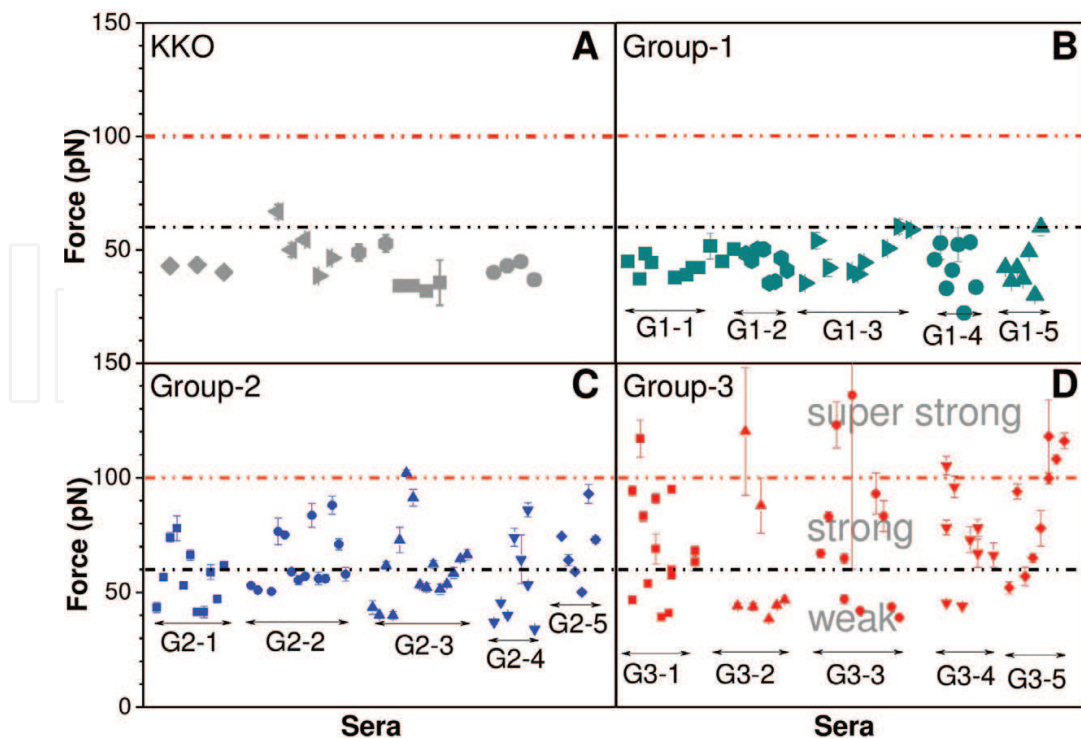 150
KKO
A
Group-1
B
100
Force (pN)
50
G1-1
G1-2
G1-3
G1-4
G1-5
150
Group-2
C
Group-3
D
super strong
100
Force (pN)
strong
50
weak
G2-1
G2-2
G2-3
G2-4
G2-5
G3-1
G3-2
G3-3
G3-4
G3-5
0
Sera
Sera